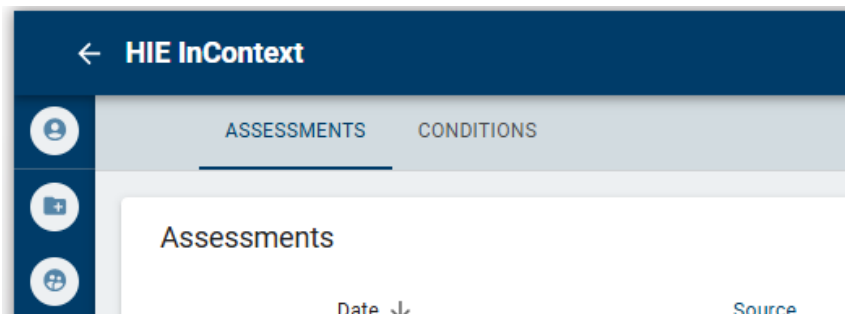 HIE InContext
ASSESSMENTS CONDITIONS
Assessments
Date Source